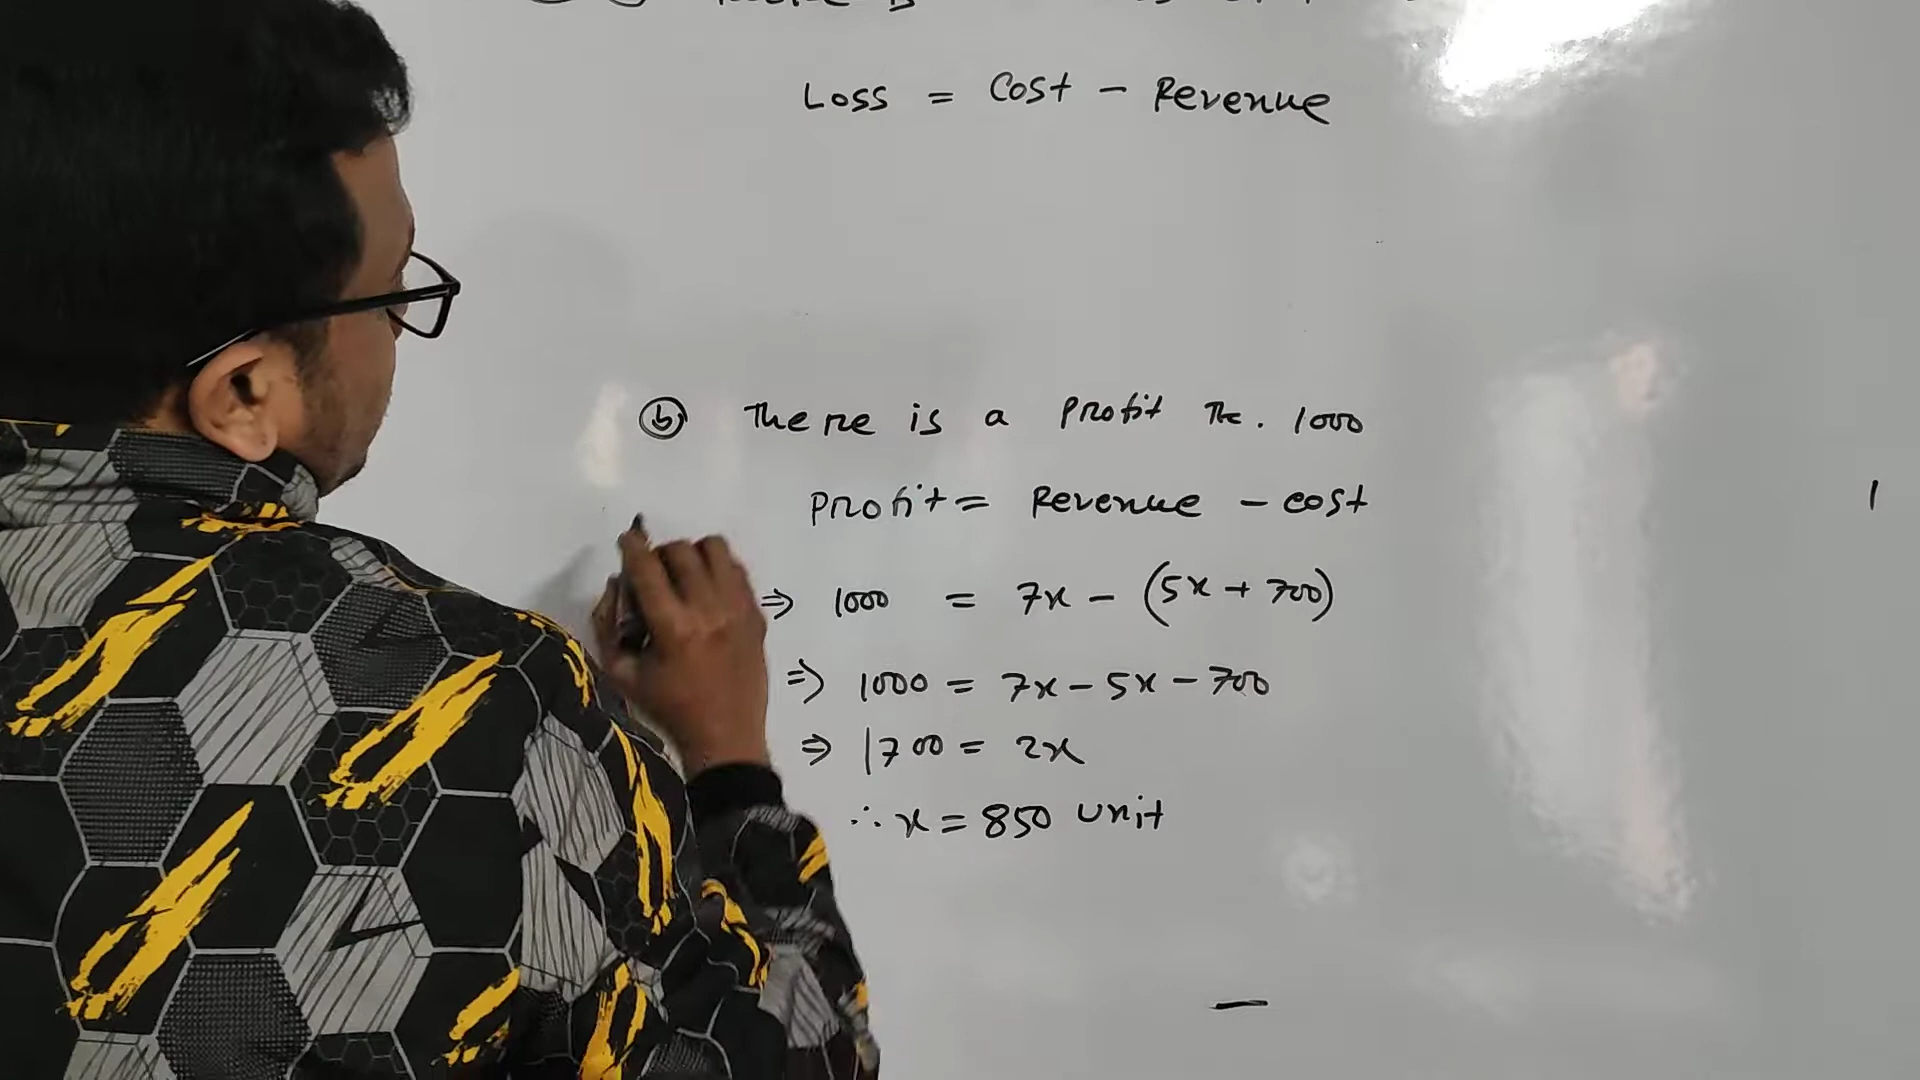 Loss = Cost - Revenue
ⓑ There is a Profit Tk. 1000
Profit = Revenue - cost
⇒ 1000 = 7x - (5x + 700)
⇒ 1000 = 7x - 5x - 700
⇒ 1700 = 2x
∴ x = 850 unit